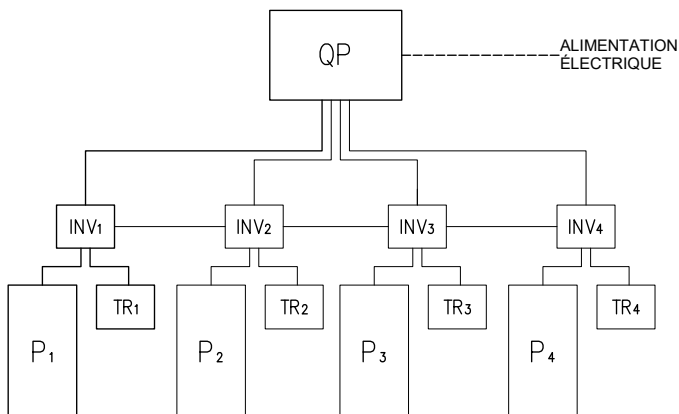 QP
ALIMENTATION
ÉLECTRIQUE
INV1 INV2 INV3 INV4
TR1 TR2 TR3 TR4
P1 P2 P3 P4